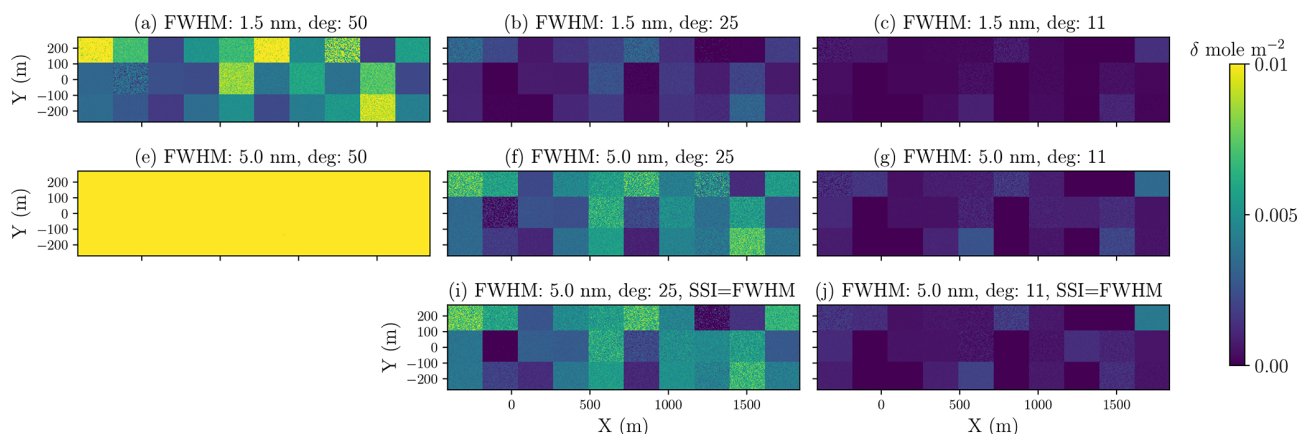 (a) FWHM: 1.5 nm, deg: 50
(b) FWHM: 1.5 nm, deg: 25
(c) FWHM: 1.5 nm, deg: 11
δ mole m⁻²
0.01
0.005
0.00
Y (m)
200
100
0
−100
−200
(e) FWHM: 5.0 nm, deg: 50
(f) FWHM: 5.0 nm, deg: 25
(g) FWHM: 5.0 nm, deg: 11
Y (m)
200
100
0
−100
−200
(i) FWHM: 5.0 nm, deg: 25, SSI=FWHM
(j) FWHM: 5.0 nm, deg: 11, SSI=FWHM
Y (m)
200
100
0
−100
−200
0 500 1000 1500
X (m)
0 500 1000 1500
X (m)